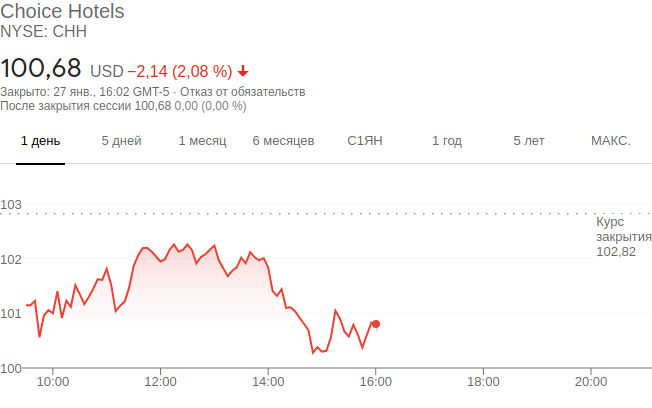 Choice Hotels
NYSE: CHH
100,68 USD −2,14 (2,08 %)
Закрыто: 27 янв., 16:02 GMT-5 · Отказ от обязательств
После закрытия сессии 100,68 0,00 (0,00 %)
1 день 5 дней 1 месяц 6 месяцев С1ЯН 1 год 5 лет МАКС.
103
Курс
закрытия
102,82
102
101
100
10:00 12:00 14:00 16:00 18:00 20:00